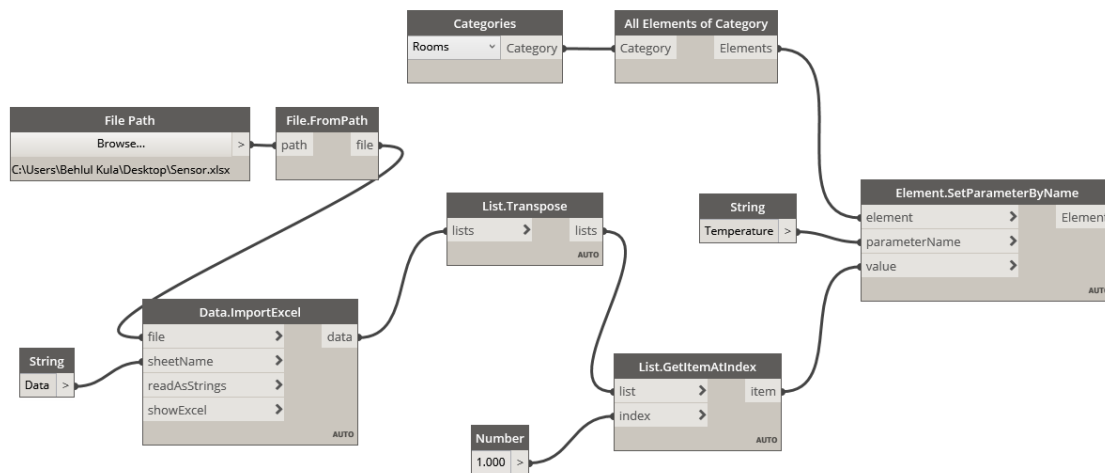 Categories
Rooms
Category
All Elements of Category
Category
Elements
File Path
Browse...
>
C:\Users\Behlul Kula\Desktop\Sensor.xlsx
File.FromPath
path
file
List.Transpose
lists
>
lists
AUTO
String
Temperature
>
Element.SetParameterByName
element
>
Element
parameterName
>
value
>
AUTO
Data.ImportExcel
file
>
data
sheetName
>
readAsStrings
>
showExcel
>
AUTO
String
Data
>
List.GetItemAtIndex
list
>
item
index
>
AUTO
Number
1.000
>